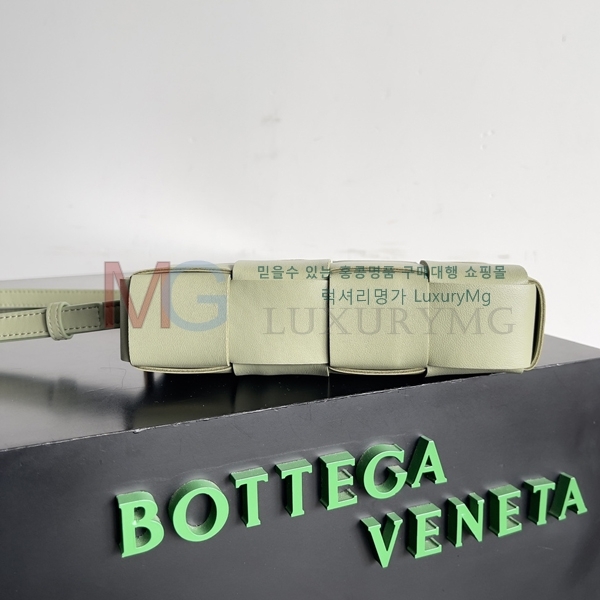 MG
믿을수 있는 홍콩명품 구매대행 쇼핑몰
럭셔리명가 LuxuryMg
LUXURYMG
BOTTEGA
VENETA